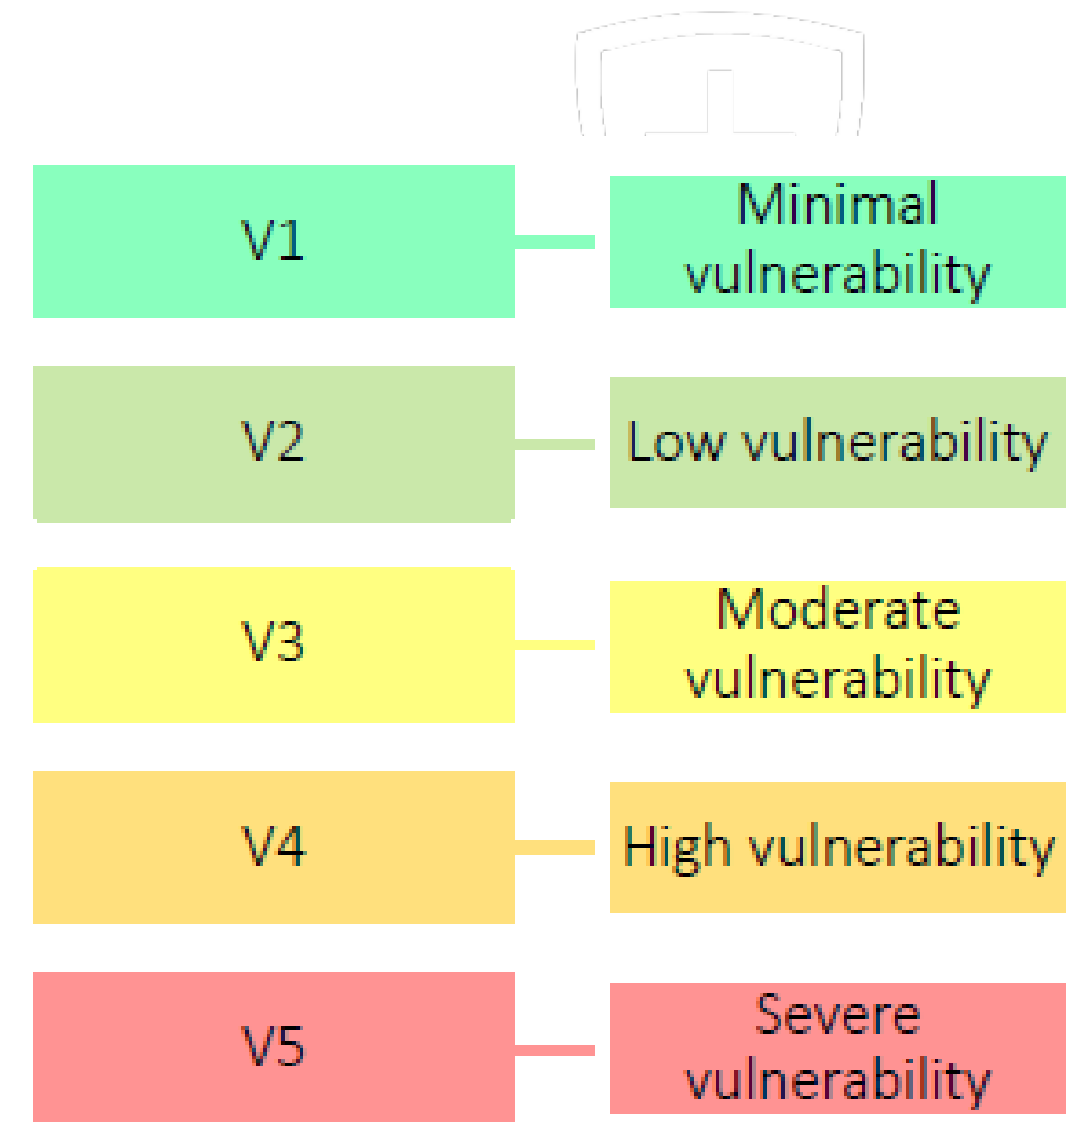 V1
Minimal
vulnerability
V2
Low vulnerability
V3
Moderate
vulnerability
V4
High vulnerability
V5
Severe
vulnerability